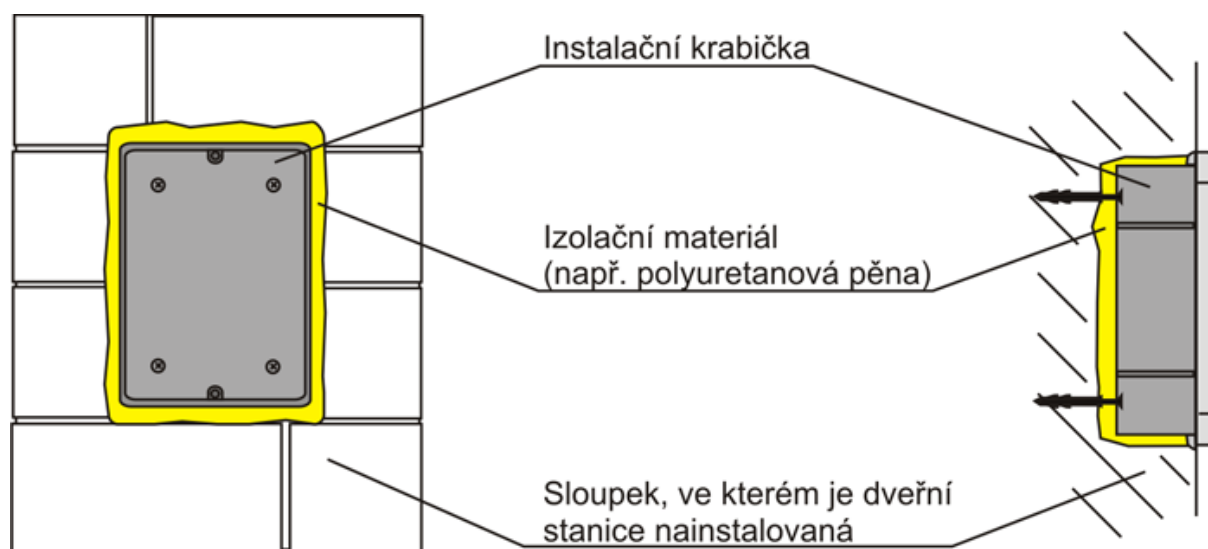 Instalační krabička
Izolační materiál
(např. polyuretanová pěna)
Sloupek, ve kterém je dveřní
stanice nainstalovaná